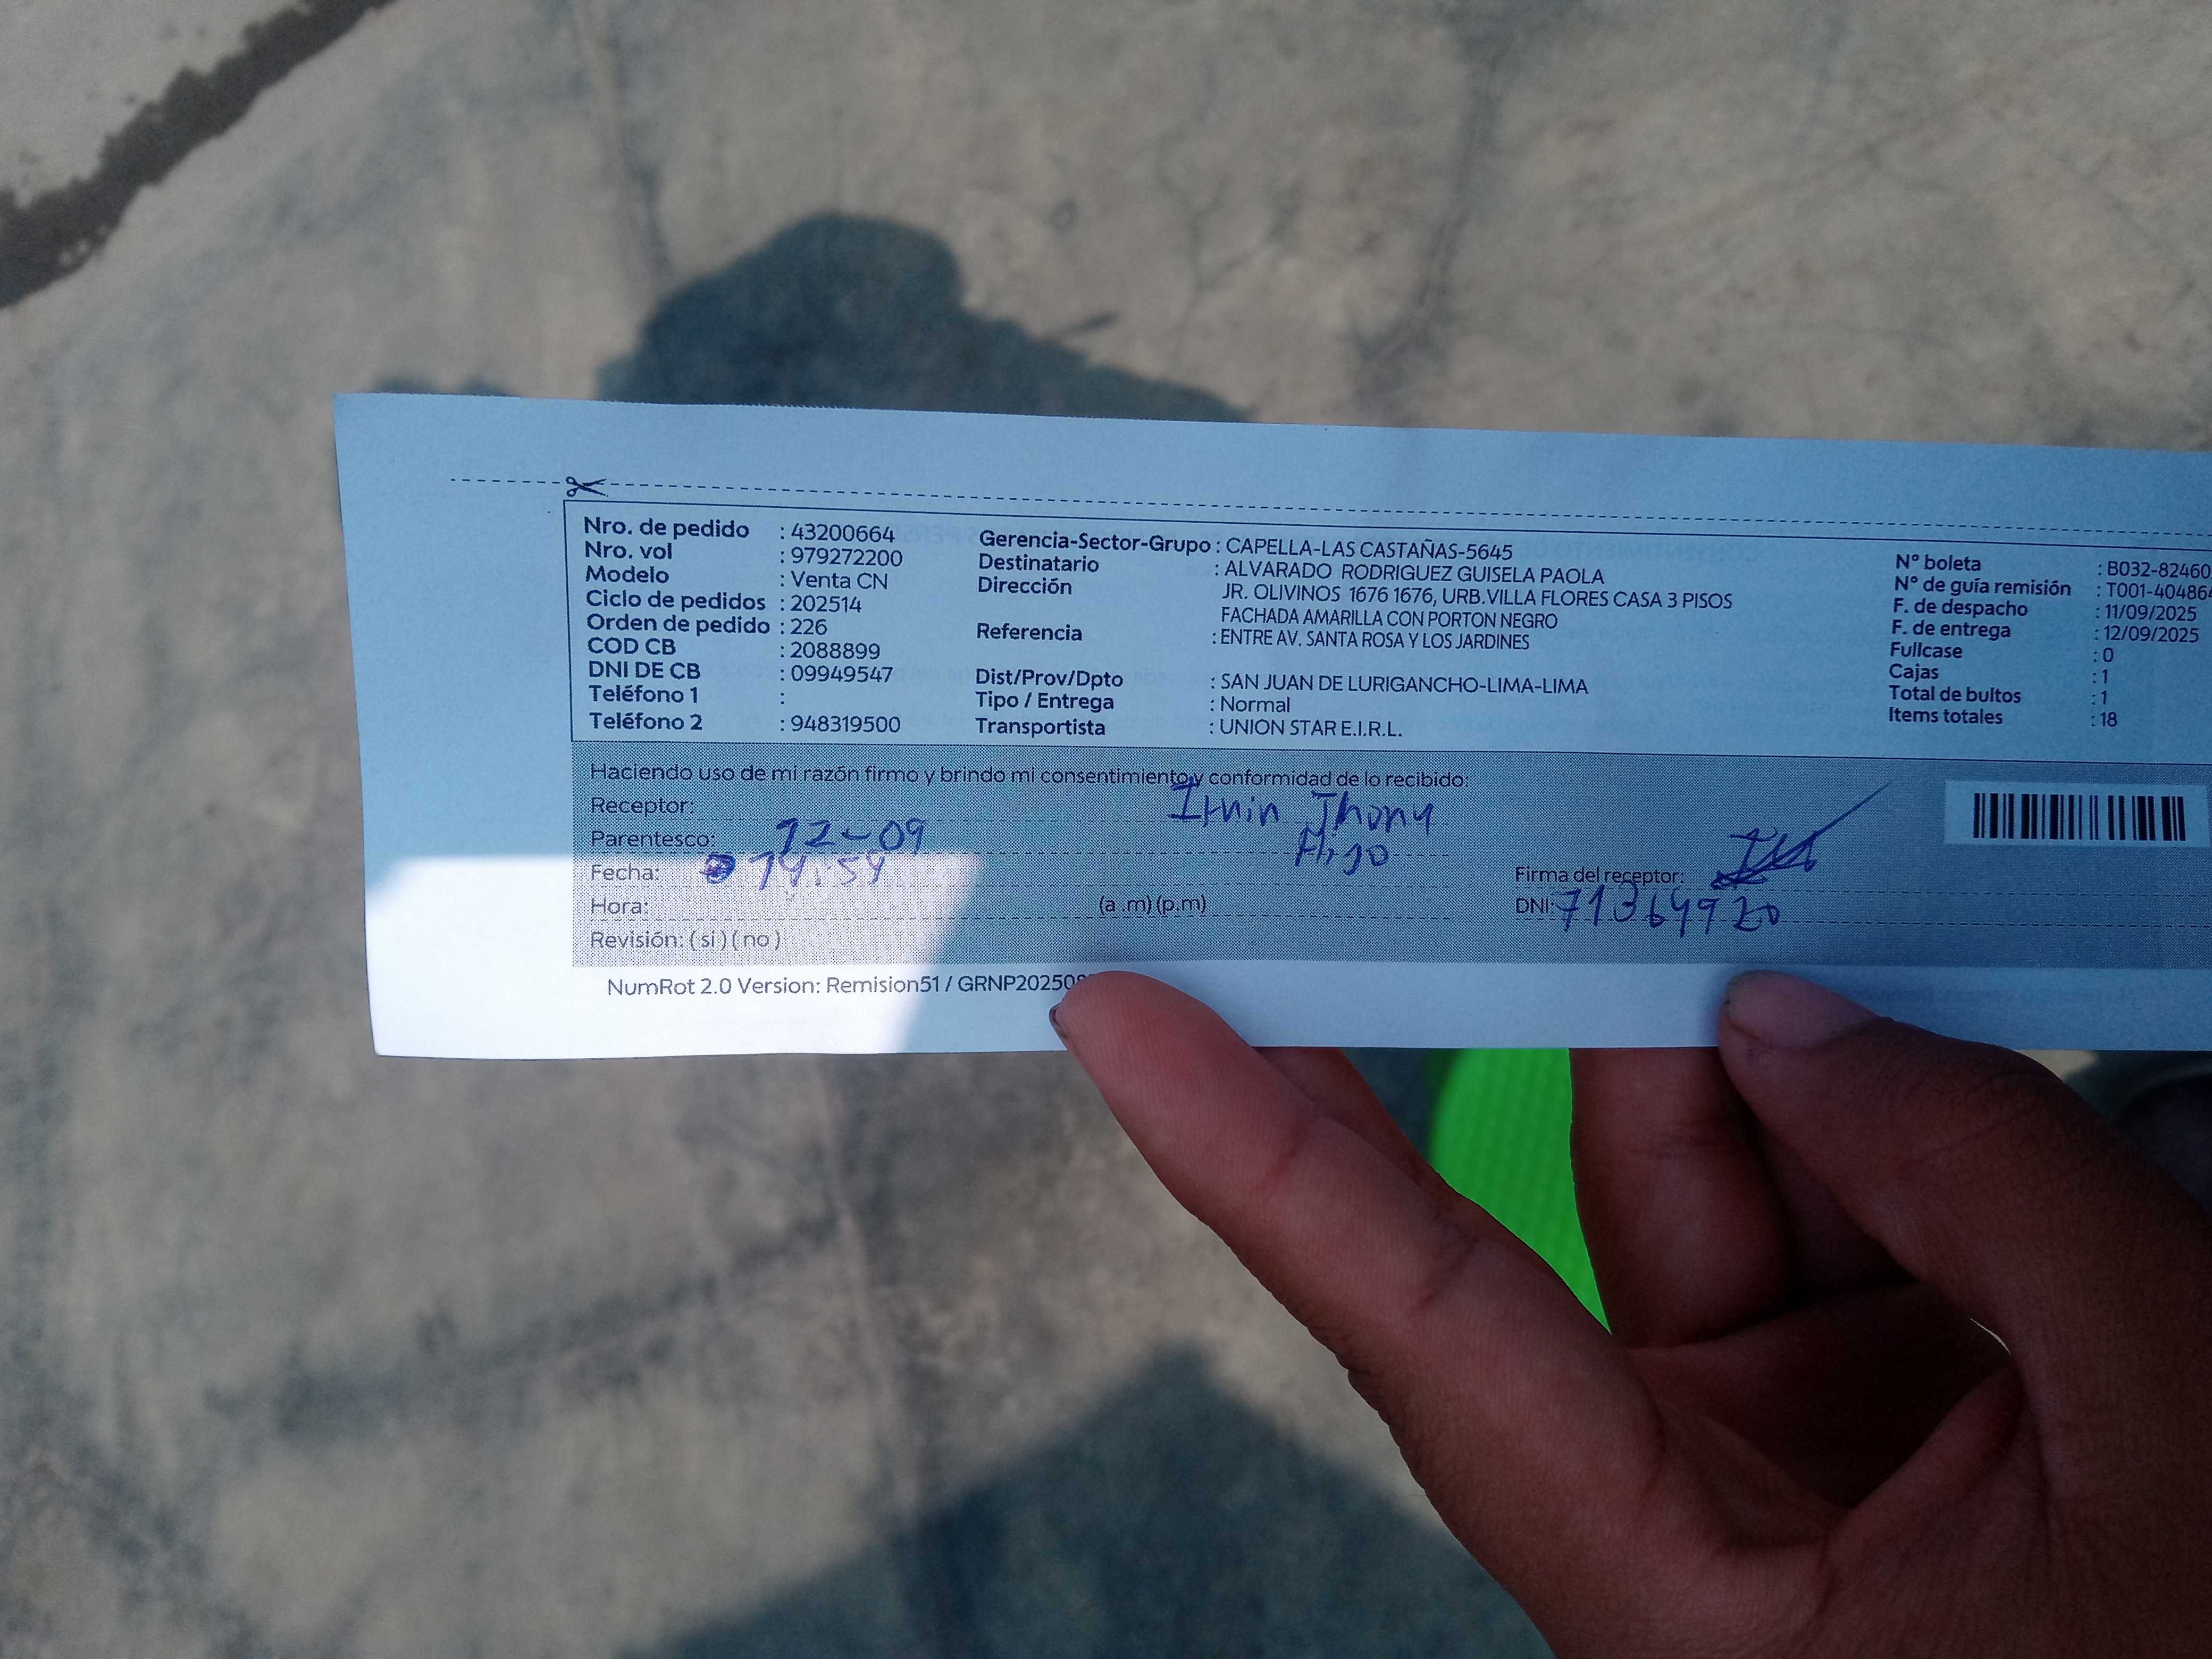 Nro. de pedido : 43200664
Nro. vol : 979272200
Modelo : Venta CN
Ciclo de pedidos : 202514
Orden de pedido : 226
COD CB : 2088899
DNI DE CB : 09949547
Teléfono 1 :
Teléfono 2 : 948319500
Gerencia-Sector-Grupo : CAPELLA-LAS CASTAÑAS-5645
Destinatario : ALVARADO RODRIGUEZ GUISELA PAOLA
Dirección JR. OLIVINOS 1676 1676, URB.VILLA FLORES CASA 3 PISOS
FACHADA AMARILLA CON PORTON NEGRO
Referencia : ENTRE AV. SANTA ROSA Y LOS JARDINES
Dist/Prov/Dpto : SAN JUAN DE LURIGANCHO-LIMA-LIMA
Tipo / Entrega : Normal
Transportista : UNION STAR E.I.R.L.
N° boleta : B032-82460
N° de guía remisión : T001-404864
F. de despacho : 11/09/2025
F. de entrega : 12/09/2025
Fullcase : 0
Cajas : 1
Total de bultos : 1
Items totales : 18
Haciendo uso de mi razón firmo y brindo mi consentimiento y conformidad de lo recibido:
Receptor: Jhony
Parentesco: 12-09 Hijo
Fecha: 14:59
Firma del receptor:
Hora: (a .m) (p.m)
DNI: 71364920
Revisión: ( si ) ( no )
NumRot 2.0 Version: Remision51 / GRNP20250